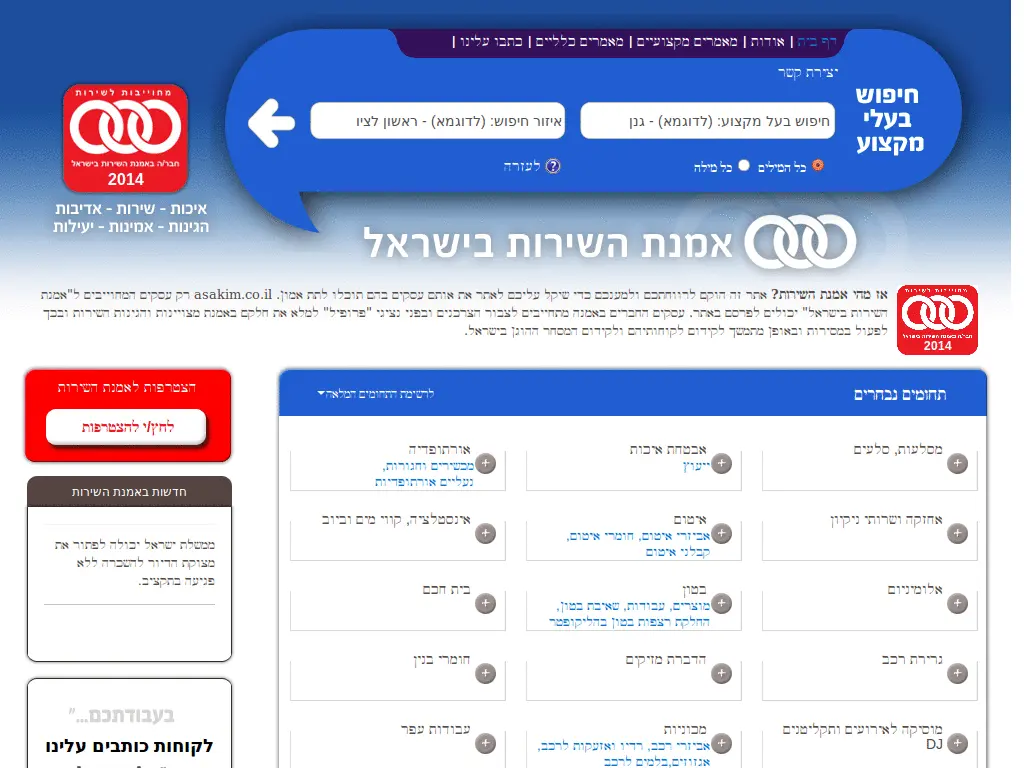 דף בית | אודות | מאמרים מקצועיים | מאמרים כלליים | כתבו עלינו |
יצירת קשר
חיפוש
בעלי
מקצוע
חיפוש בעל מקצוע: (לדוגמא) - גנן
איזור חיפוש: (לדוגמא) - ראשון לציו
כל המילים
כל מילה
לעזרה
מחוייבות לשירות
חבר/ה באמנת השירות בישראל
2014
איכות - שירות - אדיבות
הגינות - אמינות - יעילות
אמנת השירות בישראל
מחוייבות לשירות
חבר/ה באמנת השירות בישראל
2014
אז מהי אמנת השירות? אתר זה הוקם לרווחתכם ולמענכם כדי שיקל עליכם לאתר את אותם עסקים בהם תוכלו לתת אמון. asakim.co.il רק עסקים המחוייבים ל"אמנת
השירות בישראל" יכולים לפרסם באתר. עסקים החברים באמנת מתחייבים לצבור הצרכנים ובפני נציגי "פרופיל" למלא את חלקם באמנת מצויינות והגינות השירות ובכך
לפעול במסירות ובאופן מתמשך לקידום לקוחותיהם ולקידום המסחר ההוגן בישראל.
תחומים נבחרים
לרשימת התחומים המלאה
מסלעות, סלעים
אבטחת איכות
ייעוץ
אורתופדיה
מכשירים וחגורות,
נעליים אורתופדיות
אחזקה ושרותי ניקיון
איטום
אביזרי איטום, חומרי איטום,
קבלני איטום
אינסטלציה, קווי מים וביוב
אלומיניום
בטון
מוצרים, עבודות, שאיבת בטון,
החלקת רצפות בטון בהליקופטר
בית חכם
גרירת רכב
הדברת מזיקים
חומרי בנין
מוסיקה לאירועים ותקליטנים
DJ
מכוניות
אביזרי רכב, רדיו ואזעקות לרכב,
אגזוזים,בלמים לרכב
עבודות עפר
הצטרפות לאמנת השירות
לחץ/י להצטרפות
חדשות באמנת השירות
ממשלת ישראל יכולה לפתור את
מצוקת הדיור להשכרה ללא
פגיעה בתקציב.
בעבודתכם..."
לקוחות כותבים עלינו